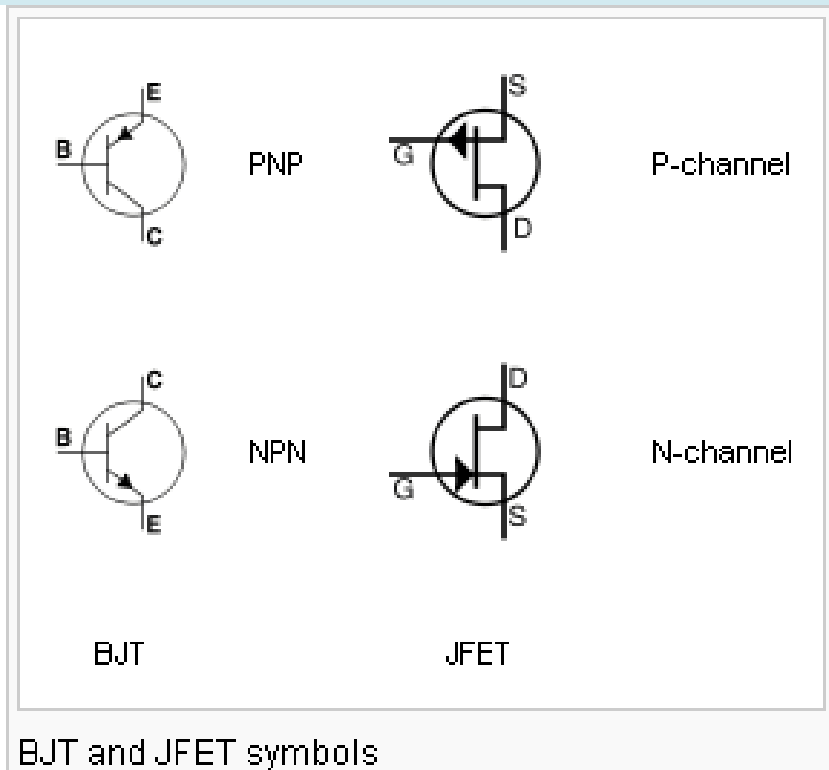 E
S
B
PNP
G
P-channel
C
D
C
D
B
NPN
N-channel
G
E
S
BJT
JFET
BJT and JFET symbols